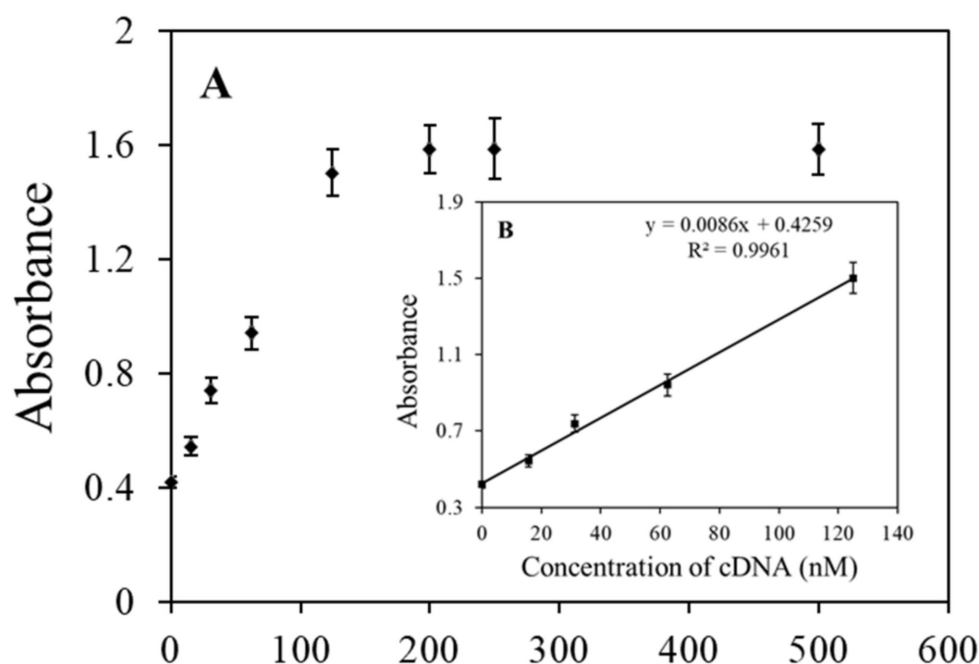 A
Absorbance
2
1.6
1.2
0.8
0.4
0
0 100 200 300 400 500 600
B
y = 0.0086x + 0.4259
R² = 0.9961
Absorbance
1.9
1.5
1.1
0.7
0.3
0 20 40 60 80 100 120 140
Concentration of cDNA (nM)